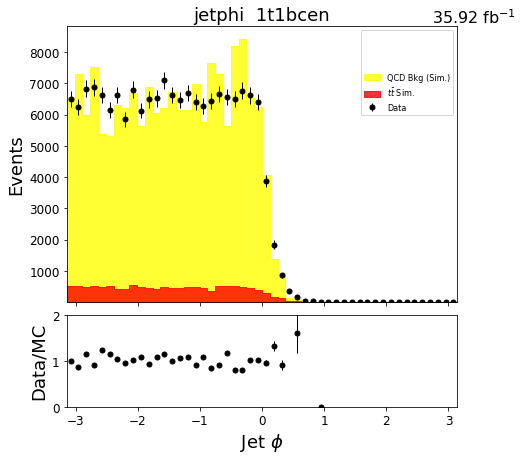 jetphi 1t1bcen
35.92 fb⁻¹
Events
8000
7000
6000
5000
4000
3000
2000
1000
QCD Bkg (Sim.)
tt̄ Sim.
Data
Data/MC
2
1
0
−3
−2
−1
0
1
2
3
Jet ϕ